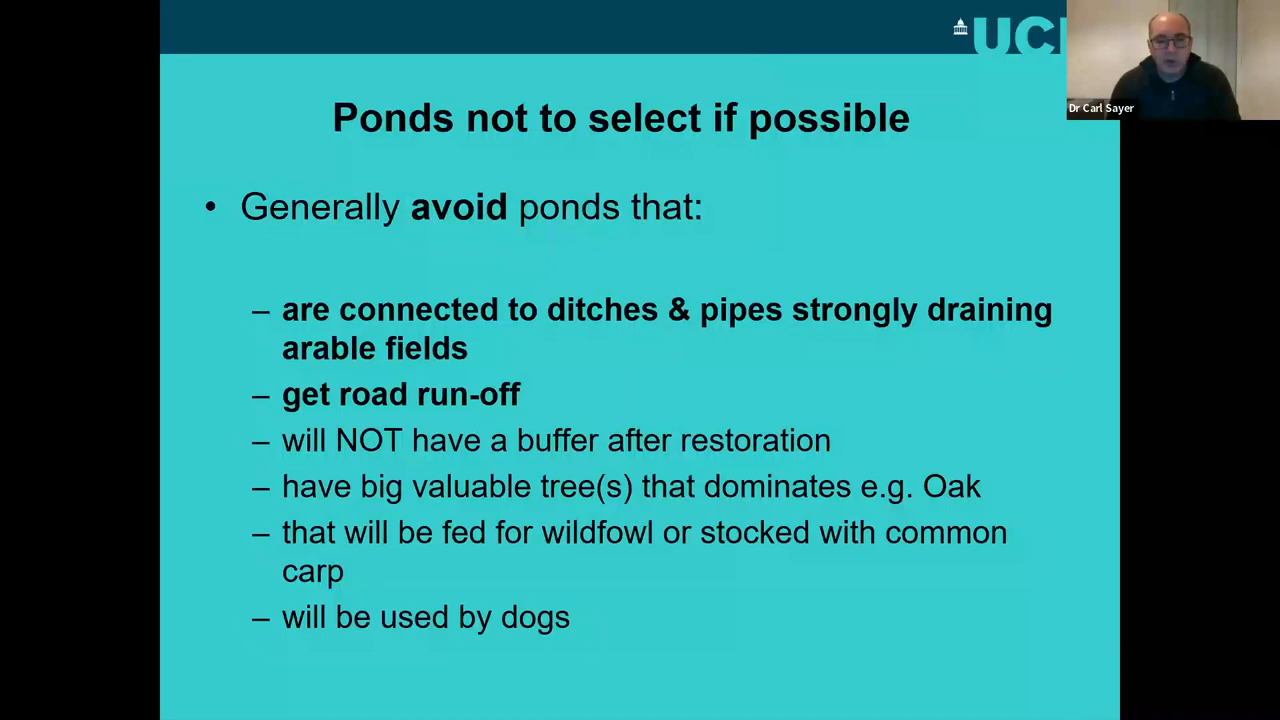 UCL
Dr Carl Sayer
Ponds not to select if possible
• Generally avoid ponds that:
– are connected to ditches & pipes strongly draining
arable fields
– get road run-off
– will NOT have a buffer after restoration
– have big valuable tree(s) that dominates e.g. Oak
– that will be fed for wildfowl or stocked with common
carp
– will be used by dogs